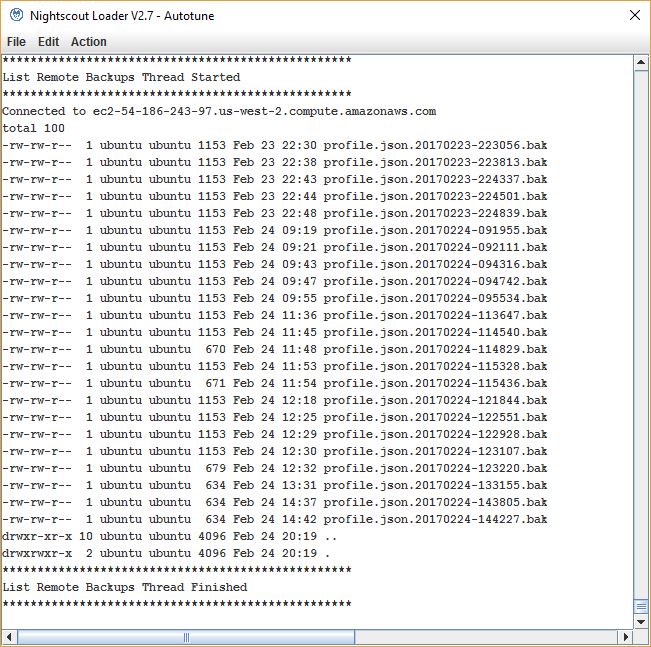 Nightscout Loader V2.7 - Autotune
File Edit Action
**************************************************
List Remote Backups Thread Started
**************************************************
Connected to ec2-54-186-243-97.us-west-2.compute.amazonaws.com
total 100
-rw-rw-r--  1 ubuntu ubuntu 1153 Feb 23 22:30 profile.json.20170223-223056.bak
-rw-rw-r--  1 ubuntu ubuntu 1153 Feb 23 22:38 profile.json.20170223-223813.bak
-rw-rw-r--  1 ubuntu ubuntu 1153 Feb 23 22:43 profile.json.20170223-224337.bak
-rw-rw-r--  1 ubuntu ubuntu 1153 Feb 23 22:44 profile.json.20170223-224501.bak
-rw-rw-r--  1 ubuntu ubuntu 1153 Feb 23 22:48 profile.json.20170223-224839.bak
-rw-rw-r--  1 ubuntu ubuntu 1153 Feb 24 09:19 profile.json.20170224-091955.bak
-rw-rw-r--  1 ubuntu ubuntu 1153 Feb 24 09:21 profile.json.20170224-092111.bak
-rw-rw-r--  1 ubuntu ubuntu 1153 Feb 24 09:43 profile.json.20170224-094316.bak
-rw-rw-r--  1 ubuntu ubuntu 1153 Feb 24 09:47 profile.json.20170224-094742.bak
-rw-rw-r--  1 ubuntu ubuntu 1153 Feb 24 09:55 profile.json.20170224-095534.bak
-rw-rw-r--  1 ubuntu ubuntu 1153 Feb 24 11:36 profile.json.20170224-113647.bak
-rw-rw-r--  1 ubuntu ubuntu 1153 Feb 24 11:45 profile.json.20170224-114540.bak
-rw-rw-r--  1 ubuntu ubuntu  670 Feb 24 11:48 profile.json.20170224-114829.bak
-rw-rw-r--  1 ubuntu ubuntu 1153 Feb 24 11:53 profile.json.20170224-115328.bak
-rw-rw-r--  1 ubuntu ubuntu  671 Feb 24 11:54 profile.json.20170224-115436.bak
-rw-rw-r--  1 ubuntu ubuntu 1153 Feb 24 12:18 profile.json.20170224-121844.bak
-rw-rw-r--  1 ubuntu ubuntu 1153 Feb 24 12:25 profile.json.20170224-122551.bak
-rw-rw-r--  1 ubuntu ubuntu 1153 Feb 24 12:29 profile.json.20170224-122928.bak
-rw-rw-r--  1 ubuntu ubuntu 1153 Feb 24 12:30 profile.json.20170224-123107.bak
-rw-rw-r--  1 ubuntu ubuntu  679 Feb 24 12:32 profile.json.20170224-123220.bak
-rw-rw-r--  1 ubuntu ubuntu  634 Feb 24 13:31 profile.json.20170224-133155.bak
-rw-rw-r--  1 ubuntu ubuntu  634 Feb 24 14:37 profile.json.20170224-143805.bak
-rw-rw-r--  1 ubuntu ubuntu  634 Feb 24 14:42 profile.json.20170224-144227.bak
drwxr-xr-x 10 ubuntu ubuntu 4096 Feb 24 20:19 ..
drwxrwxr-x  2 ubuntu ubuntu 4096 Feb 24 20:19 .
**************************************************
List Remote Backups Thread Finished
**************************************************